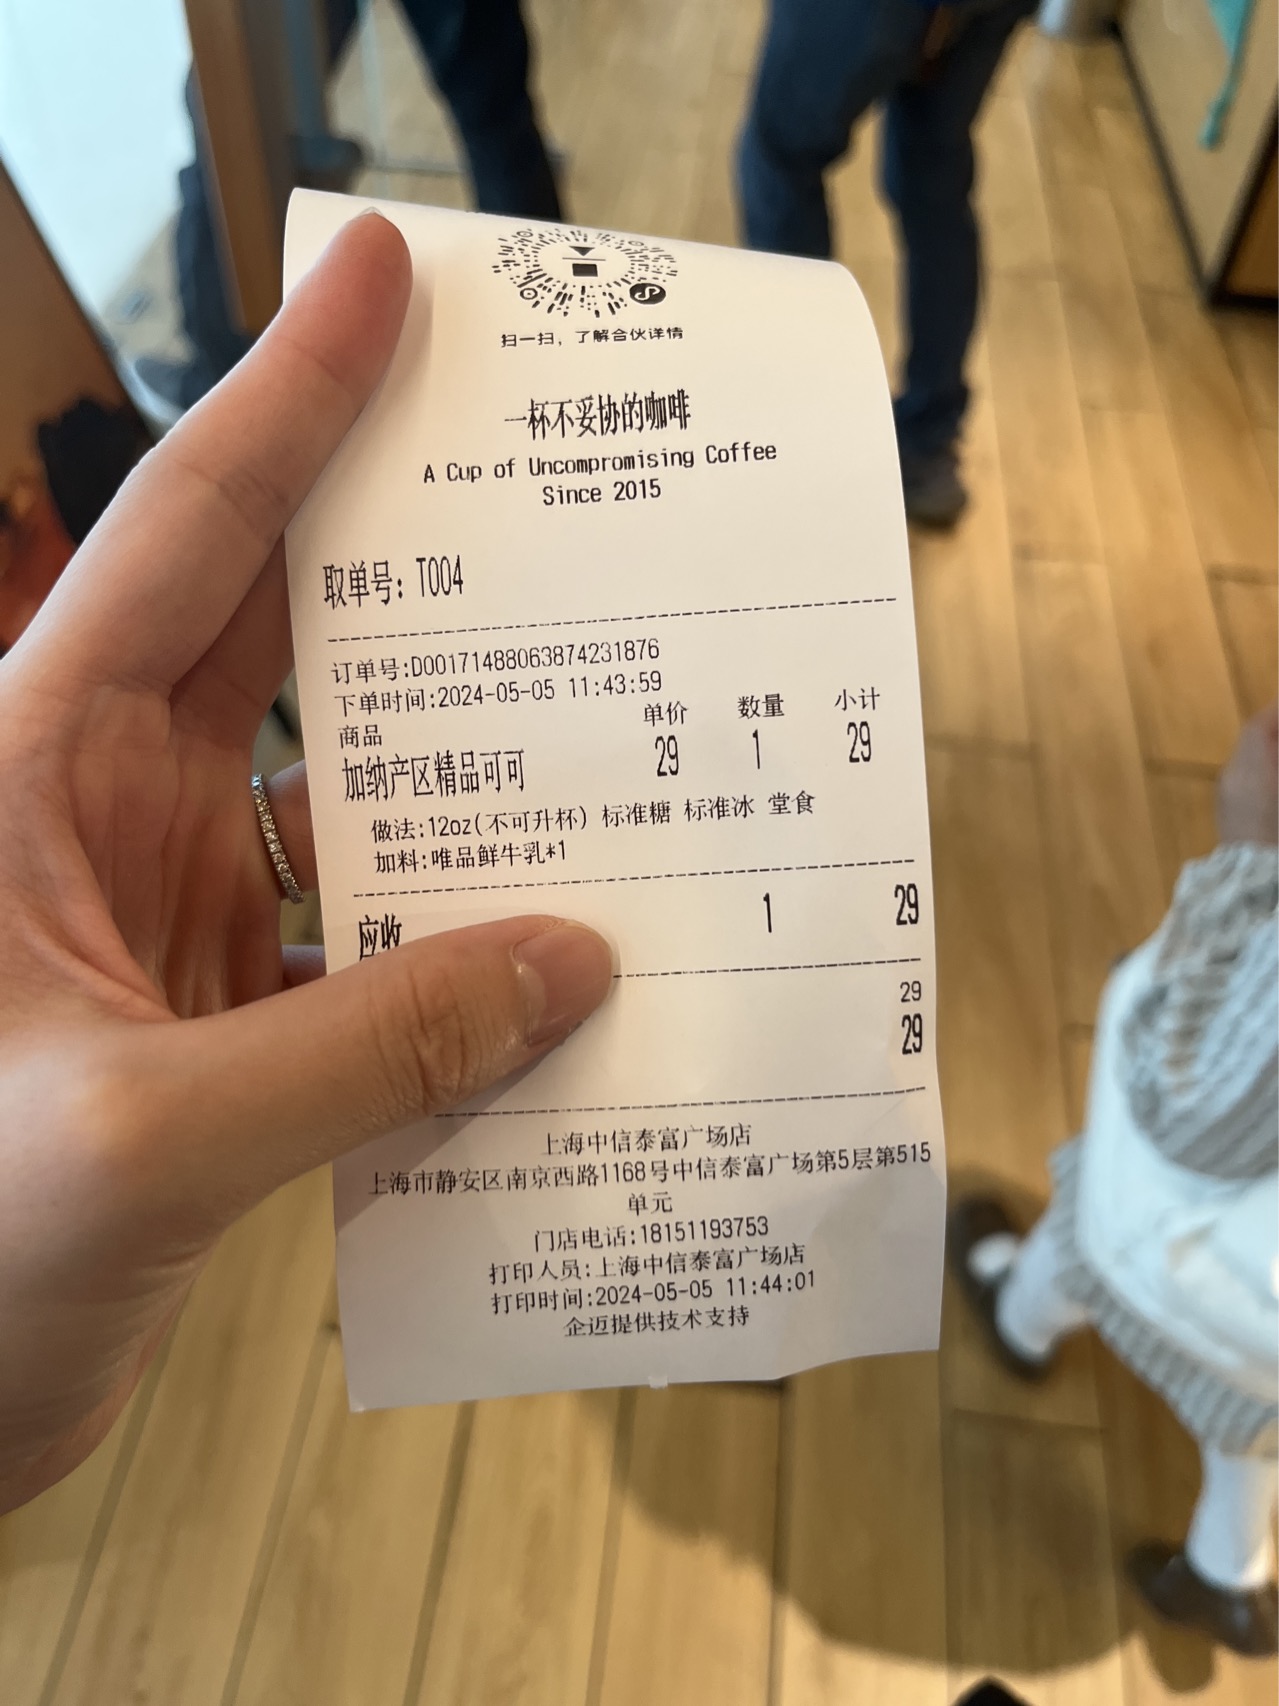 扫一扫，了解合伙详情
一杯不妥协的咖啡
A Cup of Uncompromising Coffee
Since 2015
取单号：T004
订单号:D00171488063874231876
下单时间:2024-05-05 11:43:59
商品 单价 数量 小计
加纳产区精品可可 29 1 29
做法:12oz(不可升杯) 标准糖 标准冰 堂食
加料:唯品鲜牛乳*1
应收 1 29
29
29
上海中信泰富广场店
上海市静安区南京西路1168号中信泰富广场第5层第515
单元
门店电话:18151193753
打印人员:上海中信泰富广场店
打印时间:2024-05-05 11:44:01
企迈提供技术支持